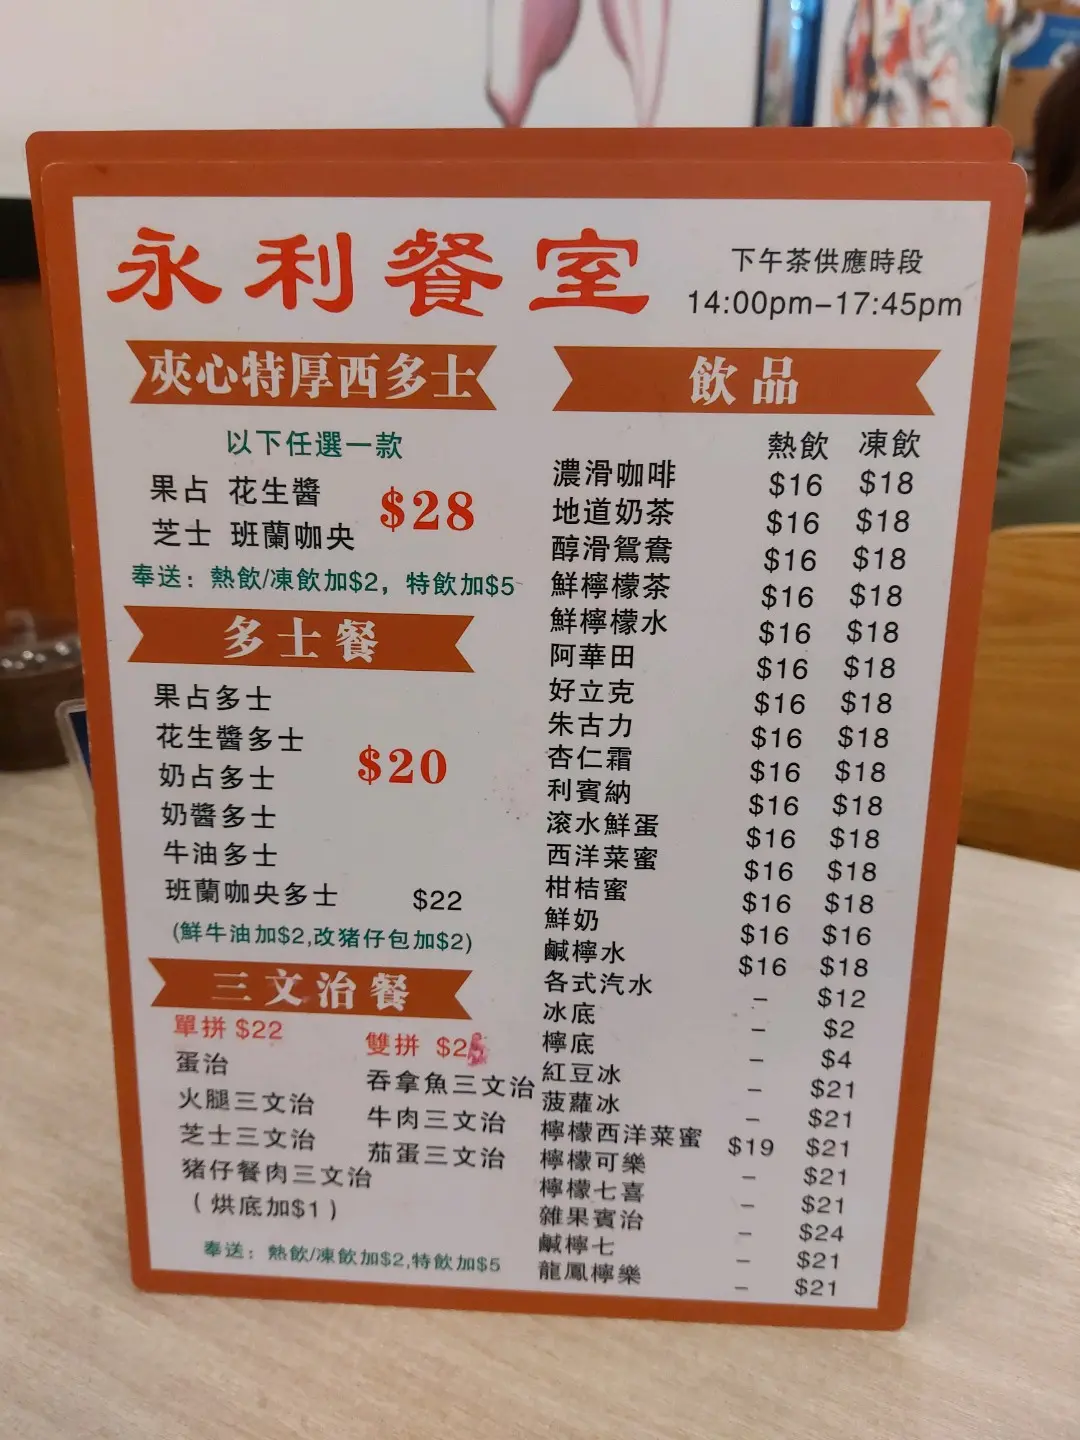 永利餐室
下午茶供應時段
14:00pm-17:45pm
夾心特厚西多士
以下任選一款
果占 花生醬
芝士 班蘭咖央
$28
奉送：熱飲/凍飲加$2，特飲加$5
多士餐
果占多士
花生醬多士
奶占多士
$20
奶醬多士
牛油多士
班蘭咖央多士 $22
(鮮牛油加$2,改猪仔包加$2)
三文治餐
單拼 $22
蛋治
火腿三文治
芝士三文治
猪仔餐肉三文治
（烘底加$1）
雙拼 $2
吞拿魚三文治
牛肉三文治
茄蛋三文治
奉送：熱飲/凍飲加$2,特飲加$5
飲品
熱飲 凍飲
濃滑咖啡 $16 $18
地道奶茶 $16 $18
醇滑鴛鴦 $16 $18
鮮檸檬茶 $16 $18
鮮檸檬水 $16 $18
阿華田 $16 $18
好立克 $16 $18
朱古力 $16 $18
杏仁霜 $16 $18
利賓納 $16 $18
滚水鮮蛋 $16 $18
西洋菜蜜 $16 $18
柑桔蜜 $16 $18
鮮奶 $16 $16
鹹檸水 $16 $18
各式汽水 - $12
冰底 - $2
檸底 - $4
紅豆冰 - $21
菠蘿冰 - $21
檸檬西洋菜蜜 $19 $21
檸檬可樂 - $21
檸檬七喜 - $21
雜果賓治 - $24
鹹檸七 - $21
龍鳳檸樂 - $21